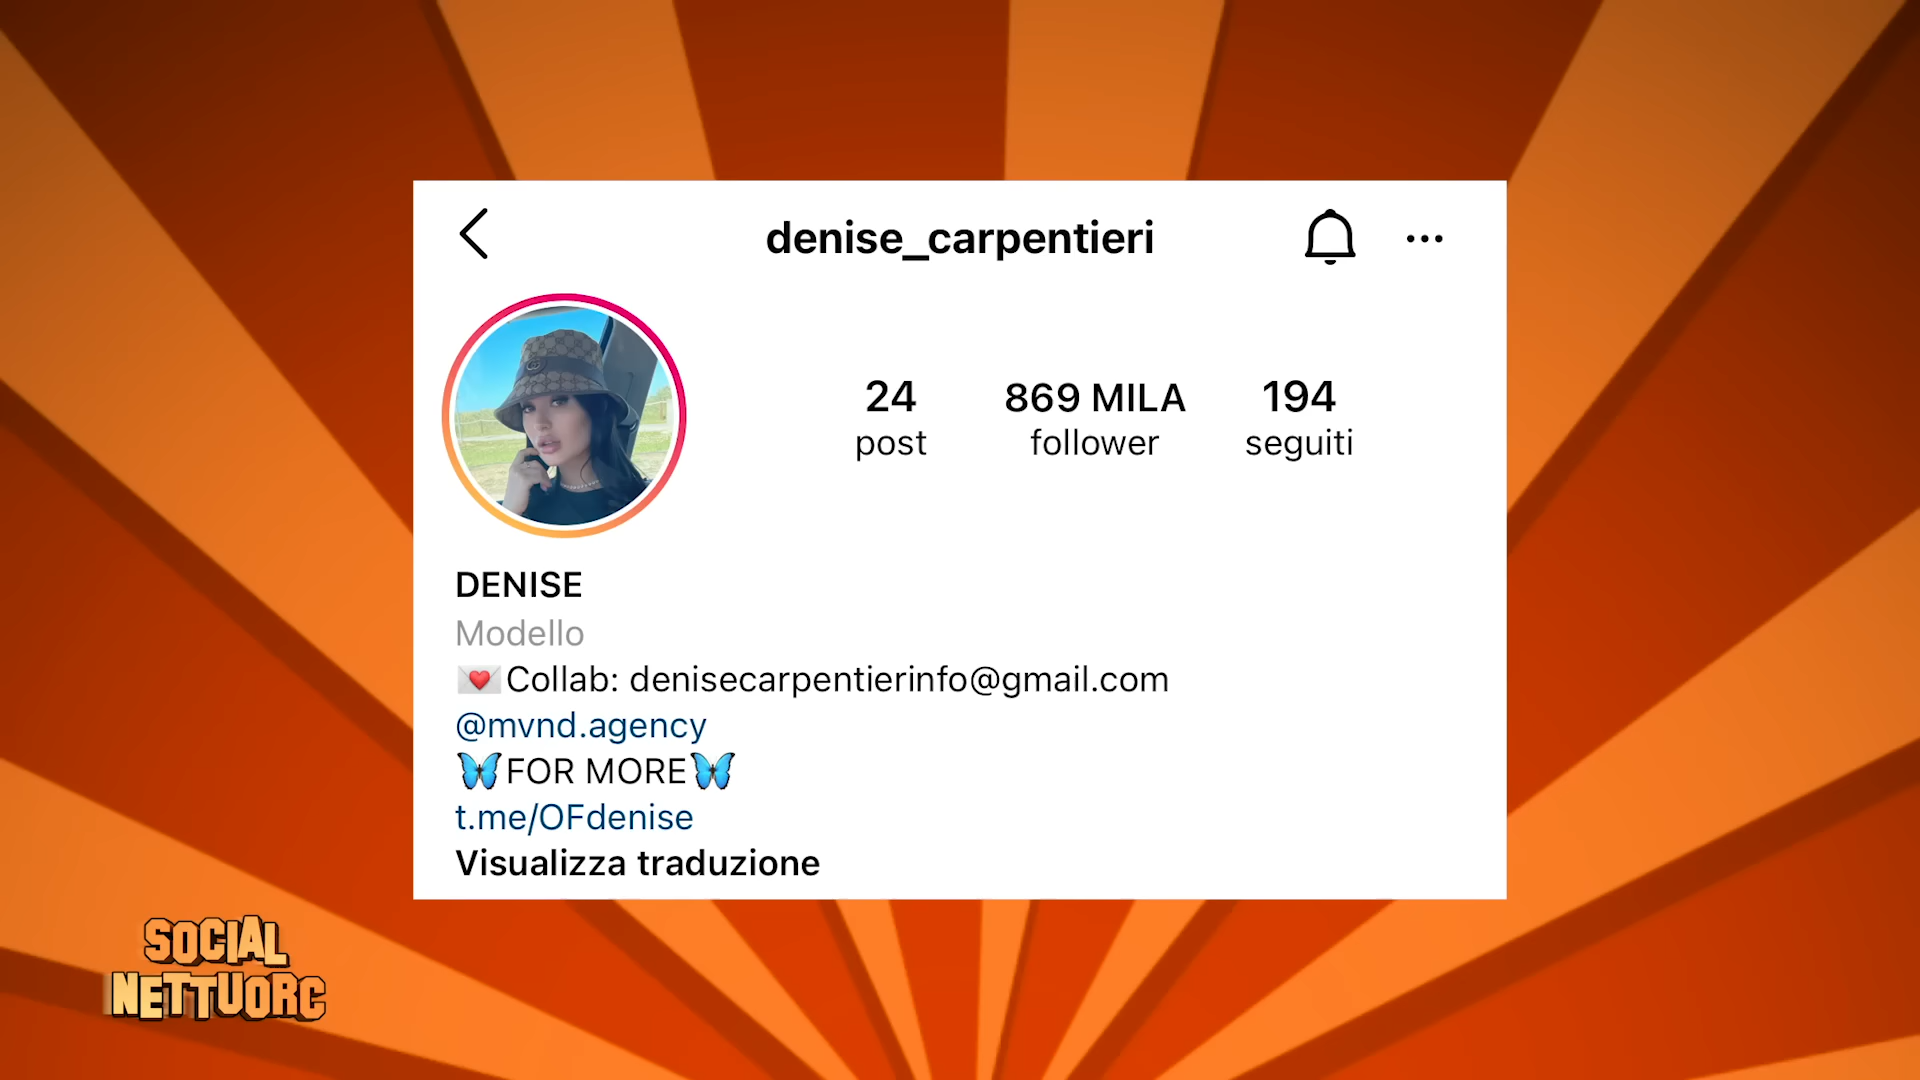 denise_carpentieri
24 869 MILA 194
post follower seguiti
DENISE
Modello
💌Collab: denisecarpentierinfo@gmail.com
@mvnd.agency
🦋FOR MORE🦋
t.me/OFdenise
Visualizza traduzione
SOCIAL
NETTUORC